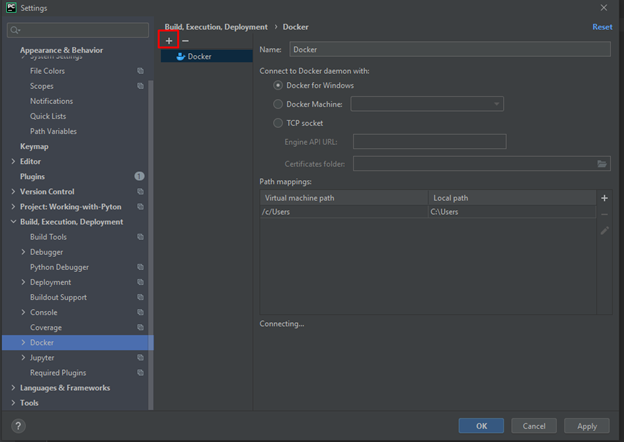 PC
Settings
Appearance & Behavior
System Settings
File Colors
Scopes
Notifications
Quick Lists
Path Variables
Keymap
Editor
Plugins 1
Version Control
Project: Working-with-Pyton
Build, Execution, Deployment
Build Tools
Debugger
Python Debugger
Deployment
Buildout Support
Console
Coverage
Docker
Jupyter
Required Plugins
Languages & Frameworks
Tools
Build, Execution, Deployment › Docker
Reset
Docker
Name: Docker
Connect to Docker daemon with:
Docker for Windows
Docker Machine:
TCP socket
Engine API URL:
Certificates folder:
Path mappings:
Virtual machine path Local path
/c/Users C:\Users
Connecting...
? OK Cancel Apply